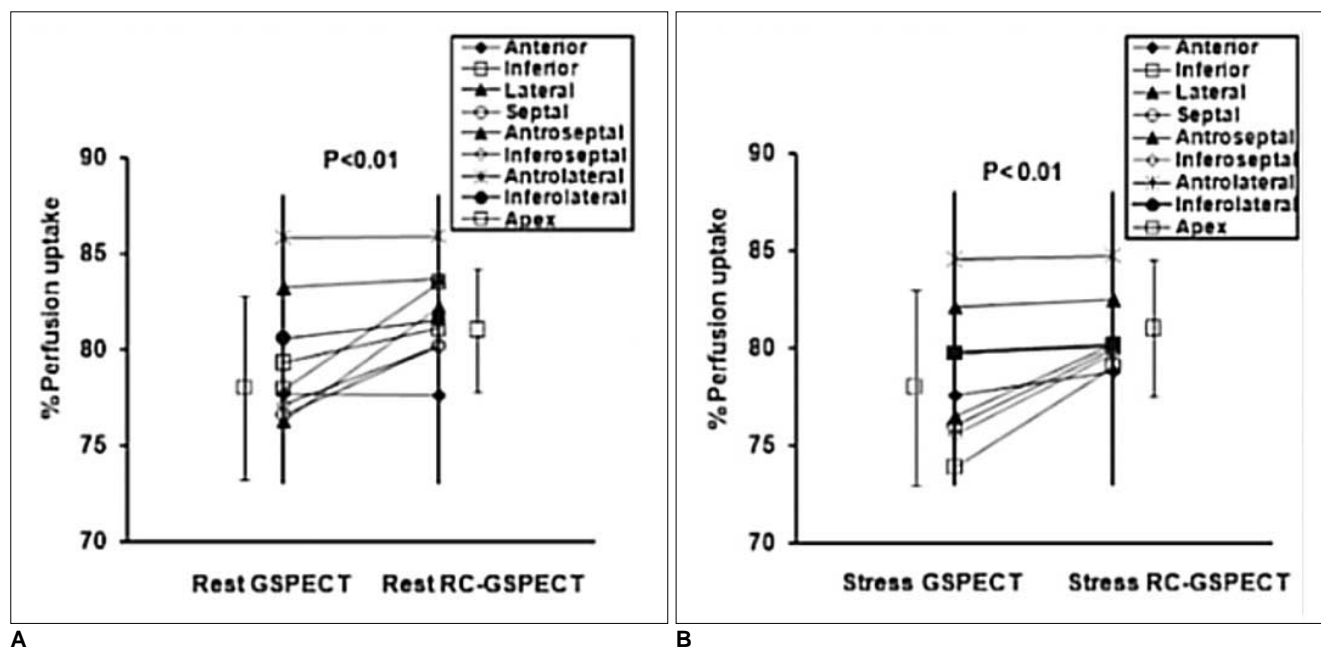 Anterior
Inferior
Lateral
Septal
Antroseptal
Inferoseptal
Antrolateral
Inferolateral
Apex
P<0.01
90
85
80
75
70
% Perfusion uptake
Rest GSPECT
Rest RC-GSPECT
A
Anterior
Inferior
Lateral
Septal
Antroseptal
Inferoseptal
Antrolateral
Inferolateral
Apex
P< 0.01
90
85
80
75
70
% Perfusion uptake
Stress GSPECT
Stress RC-GSPECT
B